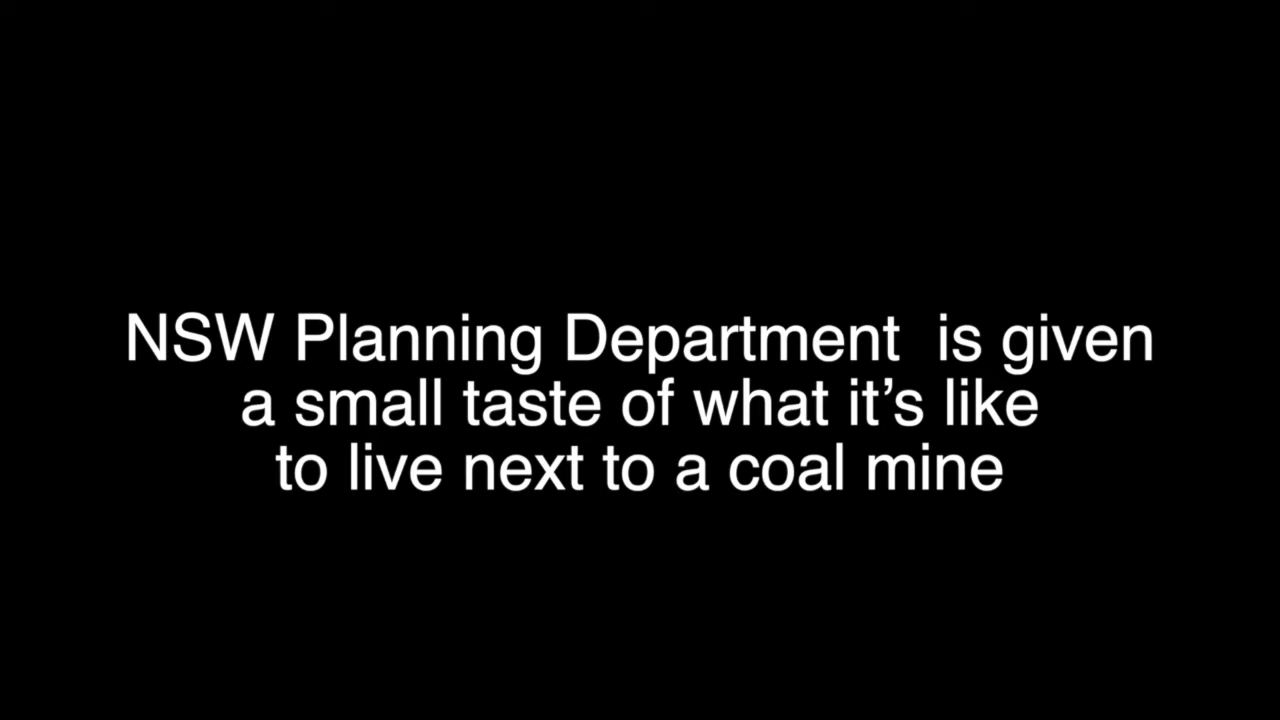 NSW Planning Department  is given
a small taste of what it’s like
to live next to a coal mine